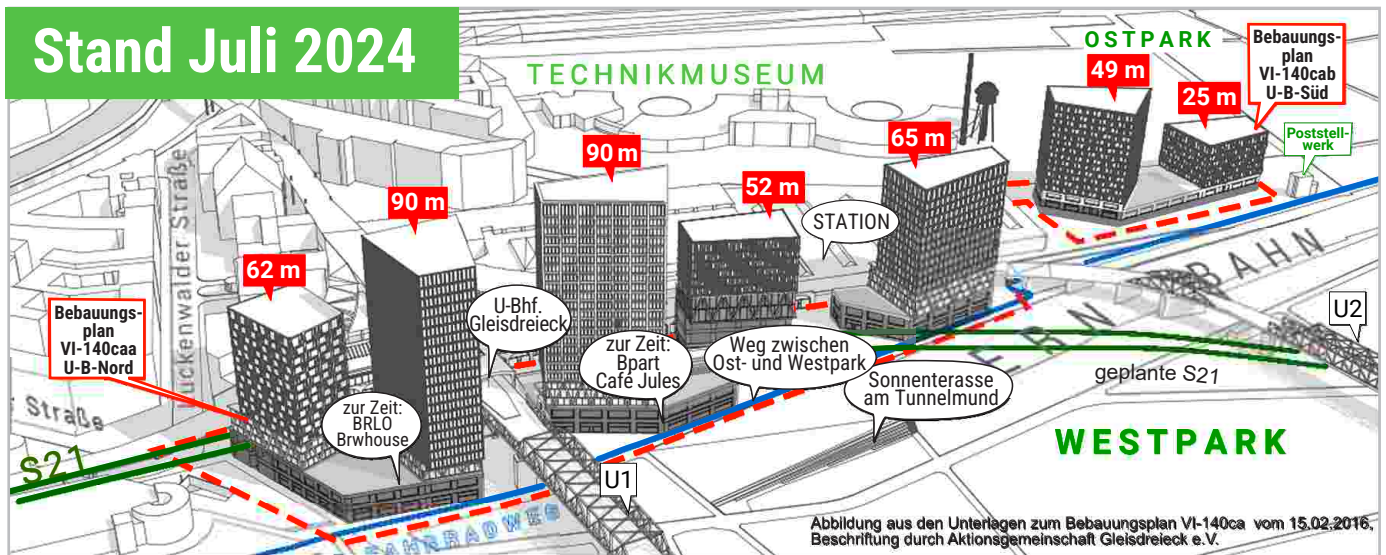 Stand Juli 2024
TECHNIKMUSEUM
OSTPARK
49 m
25 m
Bebauungs-
plan
VI-140cab
U-B-Süd
Poststell-
werk
65 m
90 m
52 m
90 m
62 m
STATION
Luckenwalder Straße
Bebauungs-
plan
VI-140caa
U-B-Nord
U-Bhf.
Gleisdreieck
zur Zeit:
Bpart
Café Jules
Weg zwischen
Ost- und Westpark
Sonnenterasse
am Tunnelmund
zur Zeit:
BRLO
Brwhouse
BAHN
U2
geplante S21
Straße
S21
WESTPARK
U1
FAHRRADWEG
Abbildung aus den Unterlagen zum Bebauungsplan VI-140ca vom 15.02.2016,
Beschriftung durch Aktionsgemeinschaft Gleisdreieck e.V.